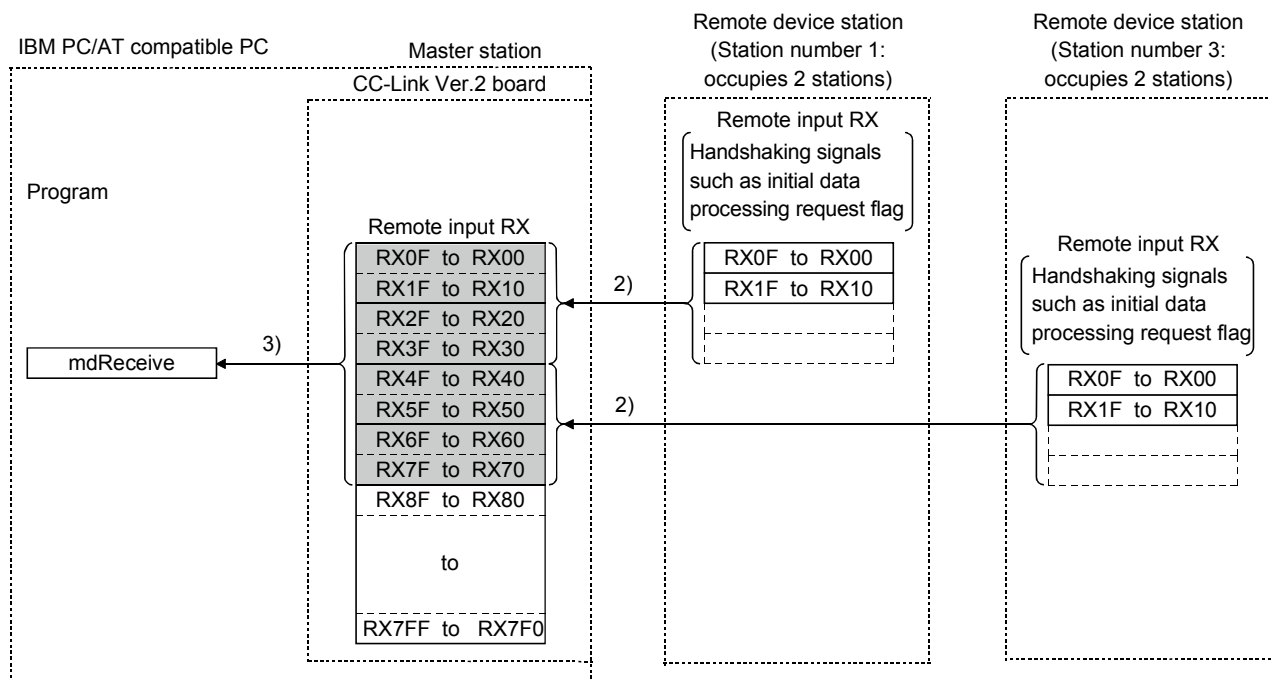 IBM PC/AT compatible PC
Master station
CC-Link Ver.2 board
Remote device station
(Station number 1:
occupies 2 stations)
Remote device station
(Station number 3:
occupies 2 stations)
Program
Remote input RX
RX0F to RX00
RX1F to RX10
RX2F to RX20
RX3F to RX30
RX4F to RX40
RX5F to RX50
RX6F to RX60
RX7F to RX70
RX8F to RX80
to
RX7FF to RX7F0
mdReceive
3)
2)
2)
Remote input RX
Handshaking signals
such as initial data
processing request flag
RX0F to RX00
RX1F to RX10
Remote input RX
Handshaking signals
such as initial data
processing request flag
RX0F to RX00
RX1F to RX10